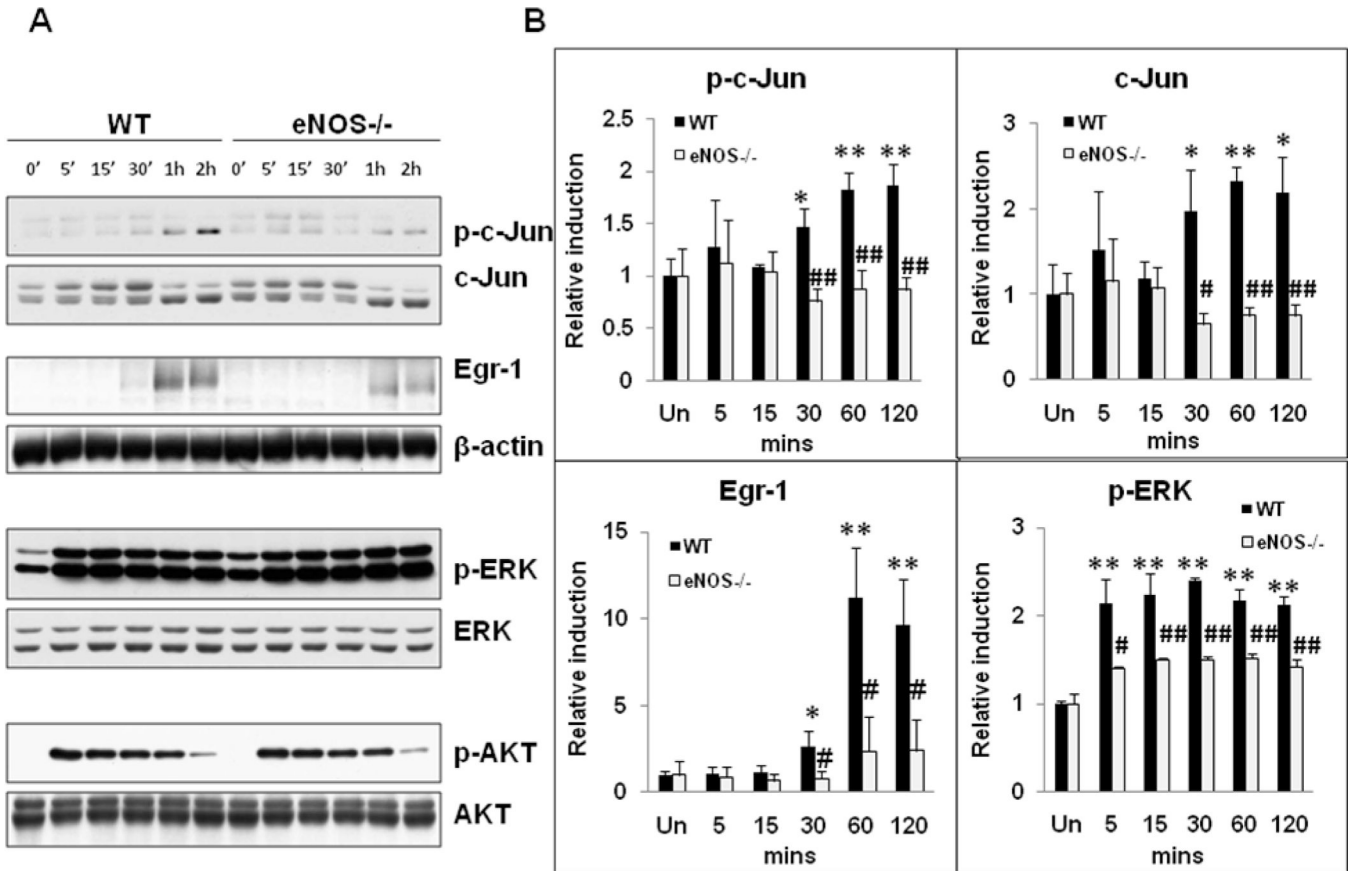 A
B
WT eNOS-/-
0' 5' 15' 30' 1h 2h 0' 5' 15' 30' 1h 2h
p-c-Jun
c-Jun
Egr-1
β-actin
p-ERK
ERK
p-AKT
AKT
p-c-Jun
WT
eNOS-/-
Relative induction
2.5
2
1.5
1
0.5
0
* ** **
## ## ##
Un 5 15 30 60 120
mins
c-Jun
WT
eNOS-/-
Relative induction
3
2
1
0
* ** *
# ## ##
Un 5 15 30 60 120
mins
Egr-1
WT
eNOS-/-
Relative induction
15
10
5
0
* ** **
# # #
Un 5 15 30 60 120
mins
p-ERK
WT
eNOS-/-
Relative induction
3
2
1
0
** ** ** ** **
# ## ## ## ##
Un 5 15 30 60 120
mins